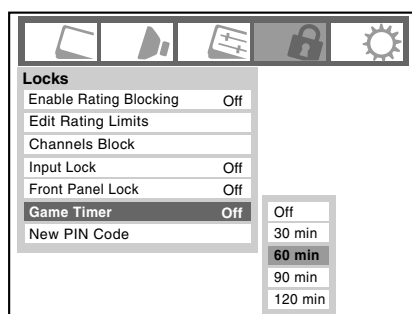 Locks
Enable Rating Blocking Off
Edit Rating Limits
Channels Block
Input Lock Off
Front Panel Lock Off
Game Timer Off
New PIN Code
Off
30 min
60 min
90 min
120 min